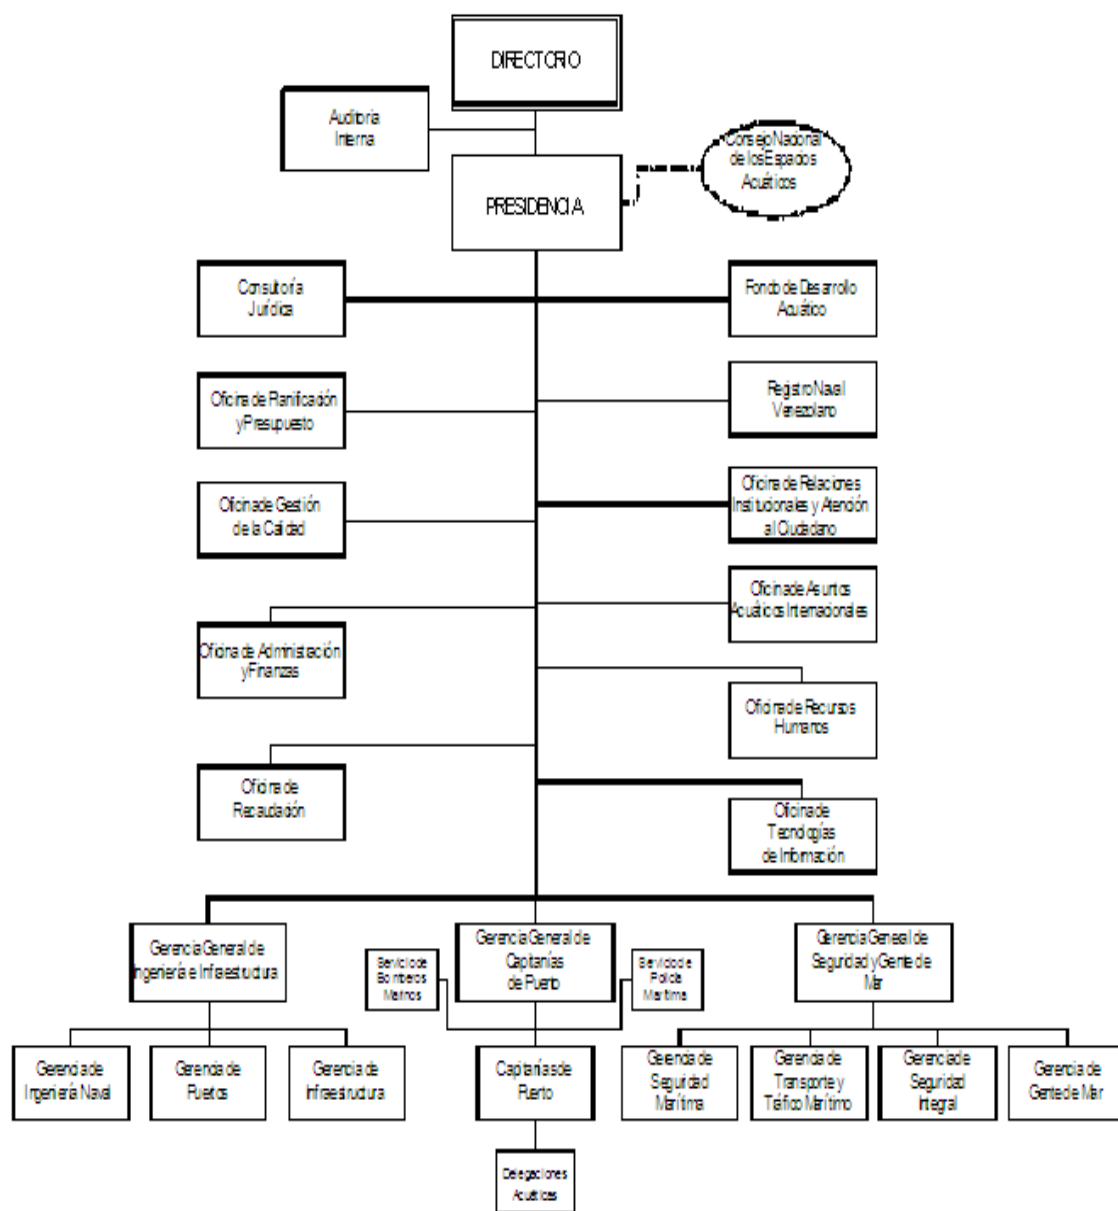 DIRECTORIO
Auditoría
Interna
Consejo Nacional
de los Espacios
Acuáticos
PRESIDENCIA
Consultoría
Jurídica
Fondo de Desarrollo
Acuático
Oficina de Planificación
y Presupuesto
Registro Naval
Venezolano
Oficina de Gestión
de la Calidad
Oficina de Relaciones
Institucionales y Atención
al Ciudadano
Oficina de Asuntos
Acuáticos Internacionales
Oficina de Administración
y Finanzas
Oficina de Recursos
Humanos
Oficina de
Recaudación
Oficina de
Tecnologías
de Información
Gerencia General de
Ingeniería e Infraestructura
Servicio de
Bomberos
Marinos
Gerencia General de
Capitanías
de Puerto
Servicio de
Policía
Marítima
Gerencia General de
Seguridad y Gente de
Mar
Gerencia de
Ingeniería Naval
Gerencia de
Puertos
Gerencia de
Infraestructura
Capitanías de
Puerto
Gerencia de
Seguridad
Marítima
Gerencia de
Transporte y
Tráfico Marítimo
Gerencia de
Seguridad
Integral
Gerencia de
Gente de Mar
Delegaciones
Acuáticas